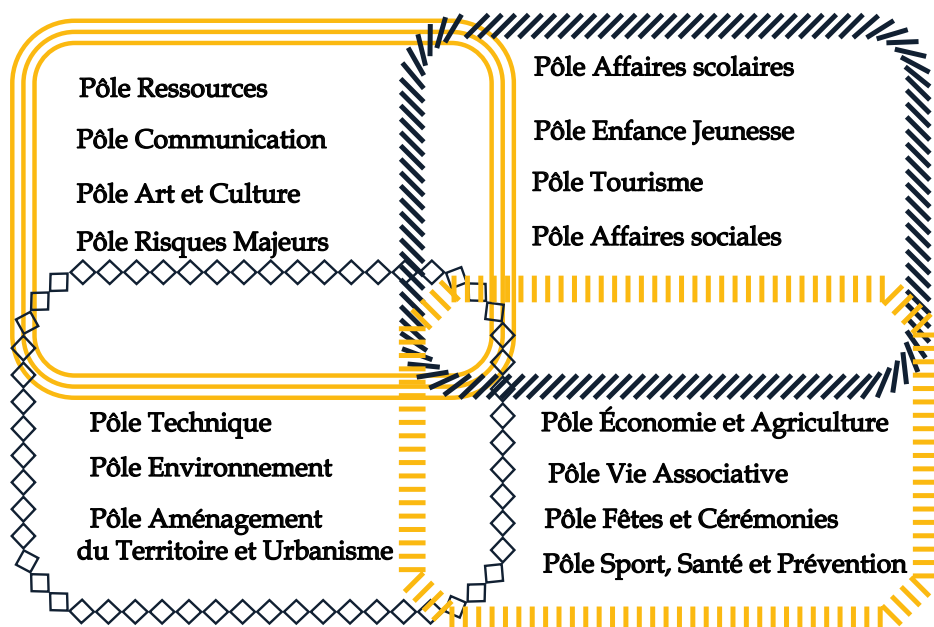 Pôle Ressources
Pôle Communication
Pôle Art et Culture
Pôle Risques Majeurs
Pôle Affaires scolaires
Pôle Enfance Jeunesse
Pôle Tourisme
Pôle Affaires sociales
Pôle Technique
Pôle Environnement
Pôle Aménagement
du Territoire et Urbanisme
Pôle Économie et Agriculture
Pôle Vie Associative
Pôle Fêtes et Cérémonies
Pôle Sport, Santé et Prévention